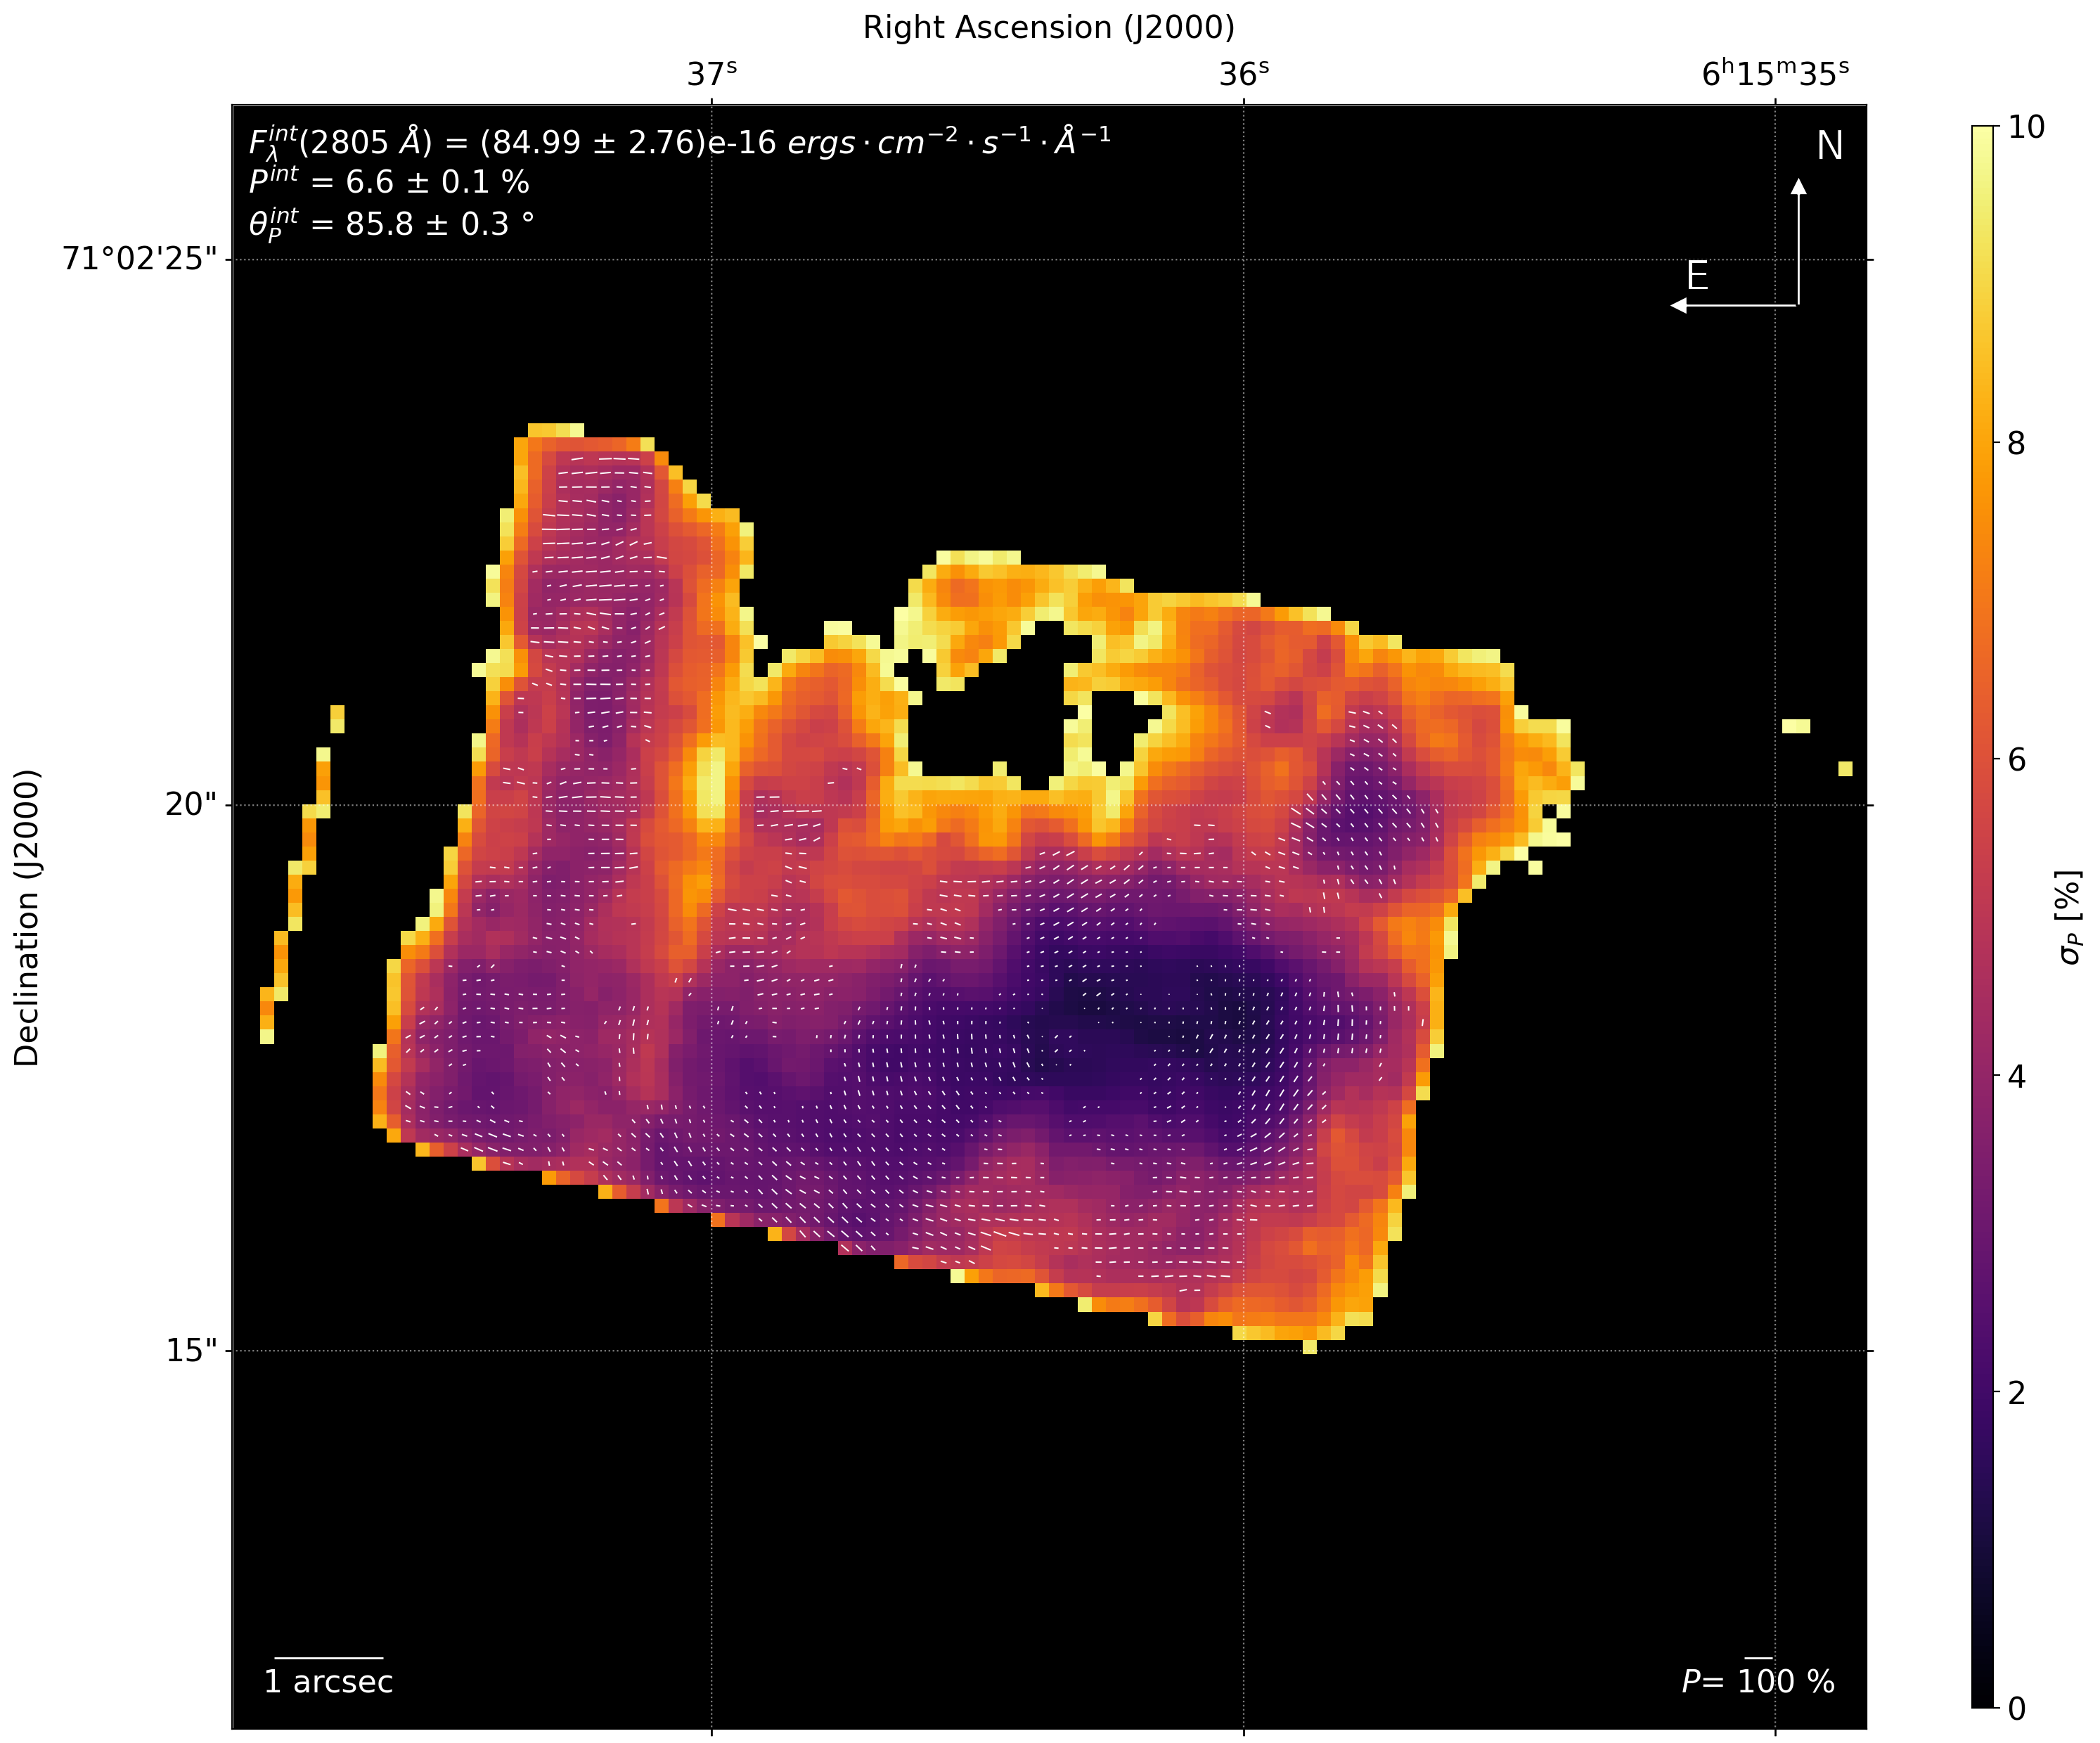 Right Ascension (J2000)
37ˢ 36ˢ 6ʰ15ᵐ35ˢ
F_λ^int(2805 Å) = (84.99 ± 2.76)e-16 ergs · cm⁻² · s⁻¹ · Å⁻¹
P^int = 6.6 ± 0.1 %
θ_P^int = 85.8 ± 0.3 °
N
E
71°02'25"
20"
15"
Declination (J2000)
1 arcsec
P= 100 %
10
8
6
4
2
0
σ_P [%]